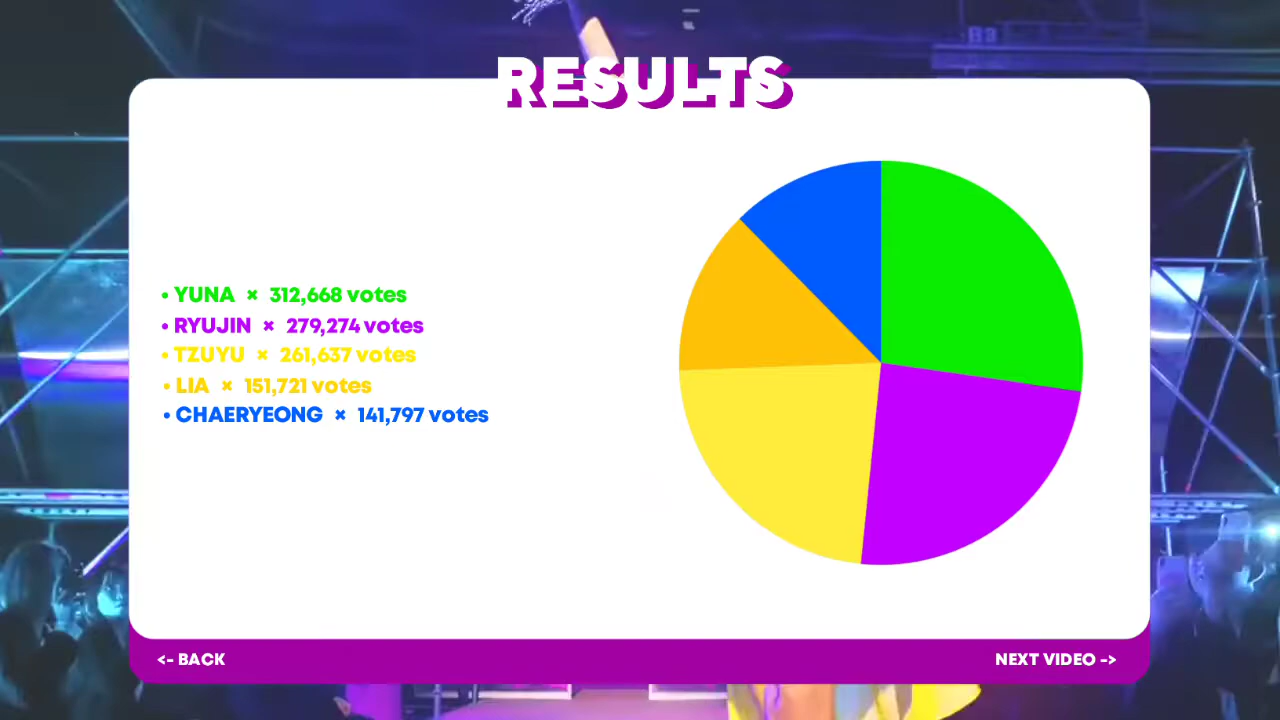 B3
RESULTS
• YUNA × 312,668 votes
• RYUJIN × 279,274 votes
• TZUYU × 261,637 votes
• LIA × 151,721 votes
• CHAERYEONG × 141,797 votes
<- BACK
NEXT VIDEO ->